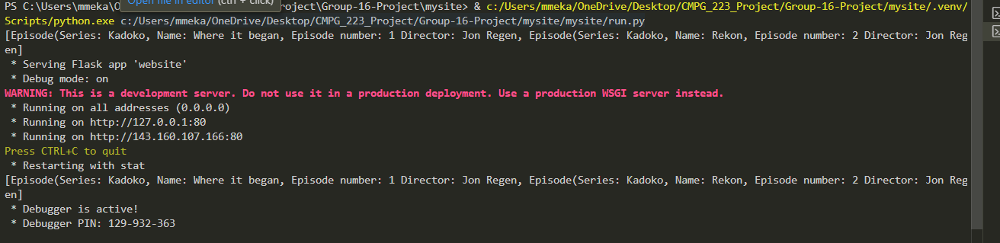 PS C:\Users\mmeka\O Open file in editor (ctrl + click) roject\Group-16-Project\mysite> & c:/Users/mmeka/OneDrive/Desktop/CMPG_223_Project/Group-16-Project/mysite/.venv/
Scripts/python.exe c:/Users/mmeka/OneDrive/Desktop/CMPG_223_Project/Group-16-Project/mysite/mysite/run.py
[Episode(Series: Kadoko, Name: Where it began, Episode number: 1 Director: Jon Regen, Episode(Series: Kadoko, Name: Rekon, Episode number: 2 Director: Jon Reg
en]
 * Serving Flask app 'website'
 * Debug mode: on
WARNING: This is a development server. Do not use it in a production deployment. Use a production WSGI server instead.
 * Running on all addresses (0.0.0.0)
 * Running on http://127.0.0.1:80
 * Running on http://143.160.107.166:80
Press CTRL+C to quit
 * Restarting with stat
[Episode(Series: Kadoko, Name: Where it began, Episode number: 1 Director: Jon Regen, Episode(Series: Kadoko, Name: Rekon, Episode number: 2 Director: Jon Reg
en]
 * Debugger is active!
 * Debugger PIN: 129-932-363